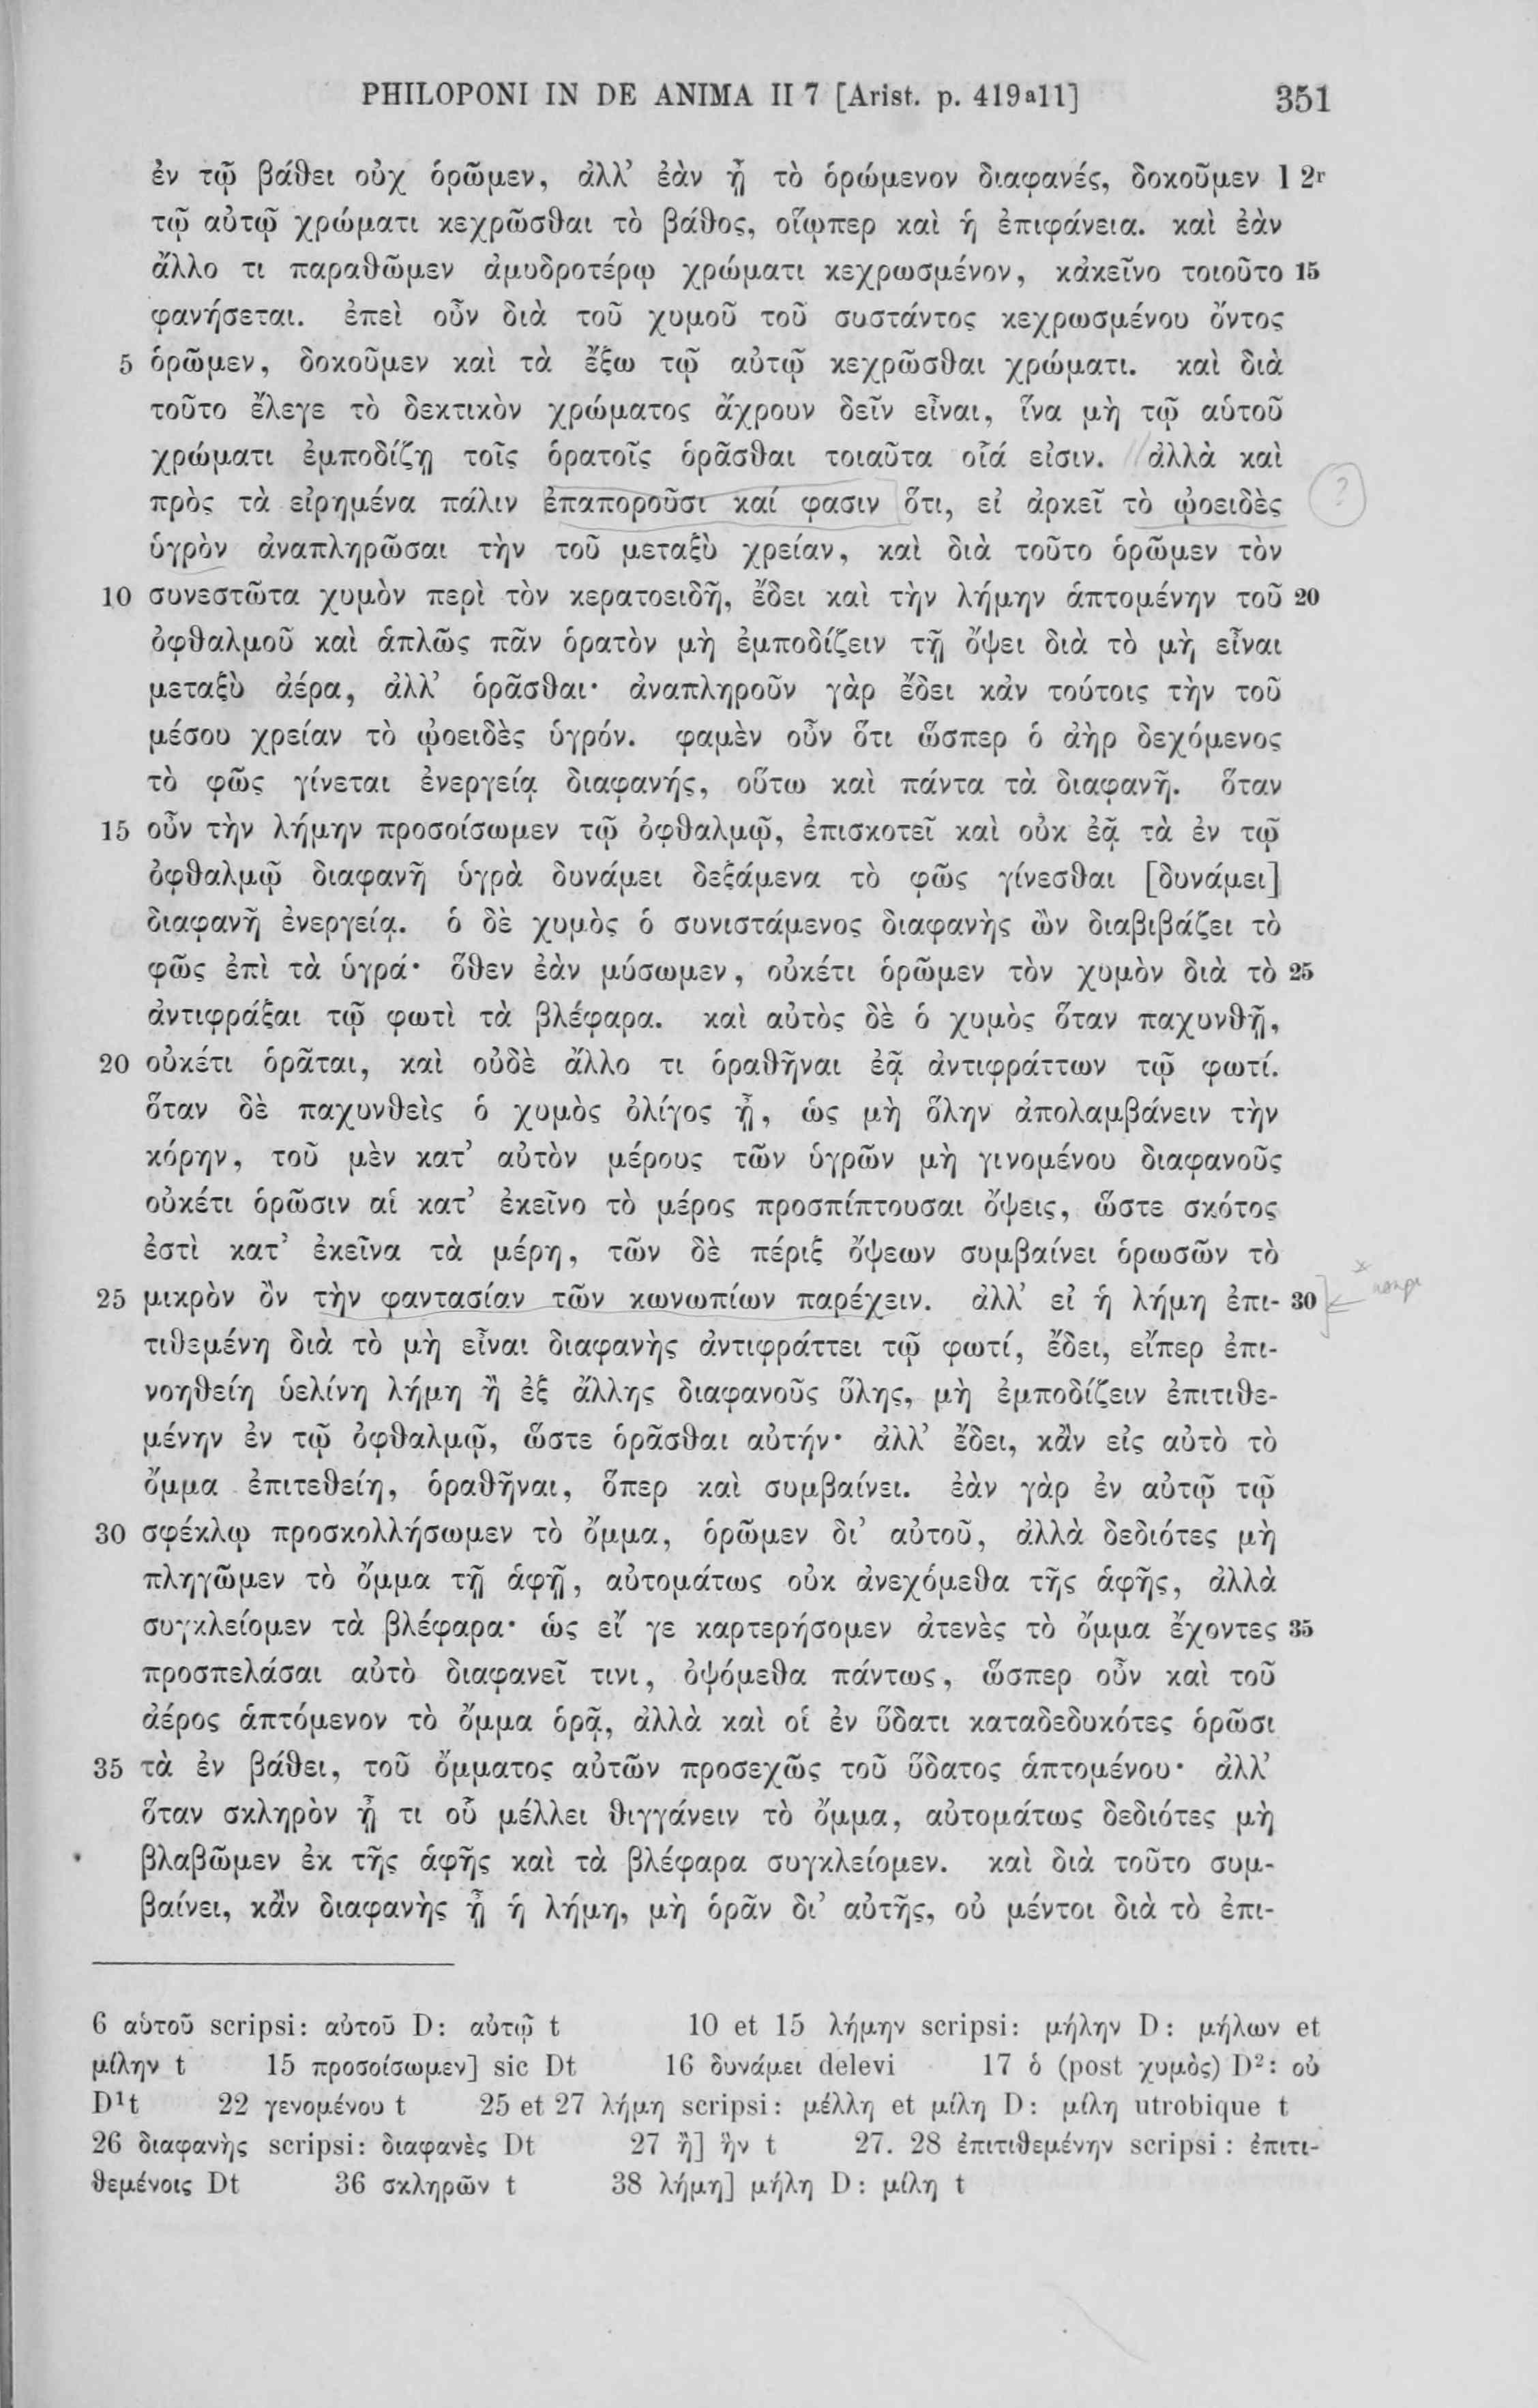 PHILOPONI IN DE ANIMA II 7 [Arist. p. 419a11] 351
ἐν τῷ βάθει οὐχ ὁρῶμεν, ἀλλ’ ἐὰν ᾖ τὸ ὁρώμενον διαφανές, δοκοῦμεν 12r
τῷ αὐτῷ χρώματι κεχρῶσθαι τὸ βάθος, οἵῳπερ καὶ ἡ ἐπιφάνεια. καὶ ἐὰν
ἄλλο τι παραθῶμεν ἀμυδροτέρῳ χρώματι κεχρωσμένον, κἀκεῖνο τοιοῦτο 15
φανήσεται. ἐπεὶ οὖν διὰ τοῦ χυμοῦ τοῦ συστάντος κεχρωσμένου ὄντος
5 ὁρῶμεν, δοκοῦμεν καὶ τὰ ἔξω τῷ αὐτῷ κεχρῶσθαι χρώματι. καὶ διὰ
τοῦτο ἔλεγε τὸ δεκτικὸν χρώματος ἄχρουν δεῖν εἶναι, ἵνα μὴ τῷ αὑτοῦ
χρώματι ἐμποδίζῃ τοῖς ὁρατοῖς ὁρᾶσθαι τοιαῦτα οἷά εἰσιν. // ἀλλὰ καὶ
πρὸς τὰ εἰρημένα πάλιν ἐπαποροῦσι καί φασιν ὅτι, εἰ ἀρκεῖ τὸ ᾠοειδὲς ?
ὑγρὸν ἀναπληρῶσαι τὴν τοῦ μεταξὺ χρείαν, καὶ διὰ τοῦτο ὁρῶμεν τὸν
10 συνεστῶτα χυμὸν περὶ τὸν κερατοειδῆ, ἔδει καὶ τὴν λήμην ἁπτομένην τοῦ 20
ὀφθαλμοῦ καὶ ἁπλῶς πᾶν ὁρατὸν μὴ ἐμποδίζειν τῇ ὄψει διὰ τὸ μὴ εἶναι
μεταξὺ ἀέρα, ἀλλ’ ὁρᾶσθαι· ἀναπληροῦν γὰρ ἔδει κἀν τούτοις τὴν τοῦ
μέσου χρείαν τὸ ᾠοειδὲς ὑγρόν. φαμὲν οὖν ὅτι ὥσπερ ὁ ἀὴρ δεχόμενος
τὸ φῶς γίνεται ἐνεργείᾳ διαφανής, οὕτω καὶ πάντα τὰ διαφανῆ. ὅταν
15 οὖν τὴν λήμην προσοίσωμεν τῷ ὀφθαλμῷ, ἐπισκοτεῖ καὶ οὐκ ἐᾷ τὰ ἐν τῷ
ὀφθαλμῷ διαφανῆ ὑγρὰ δυνάμει δεξάμενα τὸ φῶς γίνεσθαι [δυνάμει]
διαφανῆ ἐνεργείᾳ. ὁ δὲ χυμὸς ὁ συνιστάμενος διαφανὴς ὢν διαβιβάζει τὸ
φῶς ἐπὶ τὰ ὑγρά· ὅθεν ἐὰν μύσωμεν, οὐκέτι ὁρῶμεν τὸν χυμὸν διὰ τὸ 25
ἀντιφράξαι τῷ φωτὶ τὰ βλέφαρα. καὶ αὐτὸς δὲ ὁ χυμὸς ὅταν παχυνθῇ,
20 οὐκέτι ὁρᾶται, καὶ οὐδὲ ἄλλο τι ὁραθῆναι ἐᾷ ἀντιφράττων τῷ φωτί.
ὅταν δὲ παχυνθεὶς ὁ χυμὸς ὀλίγος ᾖ, ὡς μὴ ὅλην ἀπολαμβάνειν τὴν
κόρην, τοῦ μὲν κατ’ αὐτὸν μέρους τῶν ὑγρῶν μὴ γινομένου διαφανοῦς
οὐκέτι ὁρῶσιν αἱ κατ’ ἐκεῖνο τὸ μέρος προσπίπτουσαι ὄψεις, ὥστε σκότος
ἐστὶ κατ’ ἐκεῖνα τὰ μέρη, τῶν δὲ πέριξ ὄψεων συμβαίνει ὁρωσῶν τὸ
25 μικρὸν ὂν τὴν φαντασίαν τῶν κωνωπίων παρέχειν. ἀλλ’ εἰ ἡ λήμη ἐπι- 30
τιθεμένη διὰ τὸ μὴ εἶναι διαφανὴς ἀντιφράττει τῷ φωτί, ἔδει, εἴπερ ἐπι-
νοηθείη ὑελίνη λήμη ἢ ἐξ ἄλλης διαφανοῦς ὕλης, μὴ ἐμποδίζειν ἐπιτιθε-
μένην ἐν τῷ ὀφθαλμῷ, ὥστε ὁρᾶσθαι αὐτήν· ἀλλ’ ἔδει, κἂν εἰς αὐτὸ τὸ
ὄμμα ἐπιτεθείη, ὁραθῆναι, ὅπερ καὶ συμβαίνει. ἐὰν γὰρ ἐν αὐτῷ τῷ
30 σφέκλῳ προσκολλήσωμεν τὸ ὄμμα, ὁρῶμεν δι’ αὐτοῦ, ἀλλὰ δεδιότες μὴ
πληγῶμεν τὸ ὄμμα τῇ ἁφῇ, αὐτομάτως οὐκ ἀνεχόμεθα τῆς ἁφῆς, ἀλλὰ
συγκλείομεν τὰ βλέφαρα· ὡς εἴ γε καρτερήσομεν ἀτενὲς τὸ ὄμμα ἔχοντες 35
προσπελάσαι αὐτὸ διαφανεῖ τινι, ὀψόμεθα πάντως, ὥσπερ οὖν καὶ τοῦ
ἀέρος ἁπτόμενον τὸ ὄμμα ὁρᾷ, ἀλλὰ καὶ οἱ ἐν ὕδατι καταδεδυκότες ὁρῶσι
35 τὰ ἐν βάθει, τοῦ ὄμματος αὐτῶν προσεχῶς τοῦ ὕδατος ἁπτομένου· ἀλλ’
ὅταν σκληρὸν ᾖ τι οὗ μέλλει θιγγάνειν τὸ ὄμμα, αὐτομάτως δεδιότες μὴ
βλαβῶμεν ἐκ τῆς ἁφῆς καὶ τὰ βλέφαρα συγκλείομεν. καὶ διὰ τοῦτο συμ-
βαίνει, κἂν διαφανὴς ᾖ ἡ λήμη, μὴ ὁρᾶν δι’ αὐτῆς, οὐ μέντοι διὰ τὸ ἐπι-
6 αὑτοῦ scripsi: αὐτοῦ D: αὐτῷ t 10 et 15 λήμην scripsi: μήλην D: μήλων et
μίλην t 15 προσοίσωμεν] sic Dt 16 δυνάμει delevi 17 ὁ (post χυμὸς) D²: οὐ
D¹t 22 γενομένου t 25 et 27 λήμη scripsi: μέλλη et μίλη D: μίλη utrobique t
26 διαφανὴς scripsi: διαφανὲς Dt 27 ἢ] ἣν t 27. 28 ἐπιτιθεμένην scripsi: ἐπιτι-
θεμένοις Dt 36 σκληρῶν t 38 λήμη] μήλη D: μίλη t